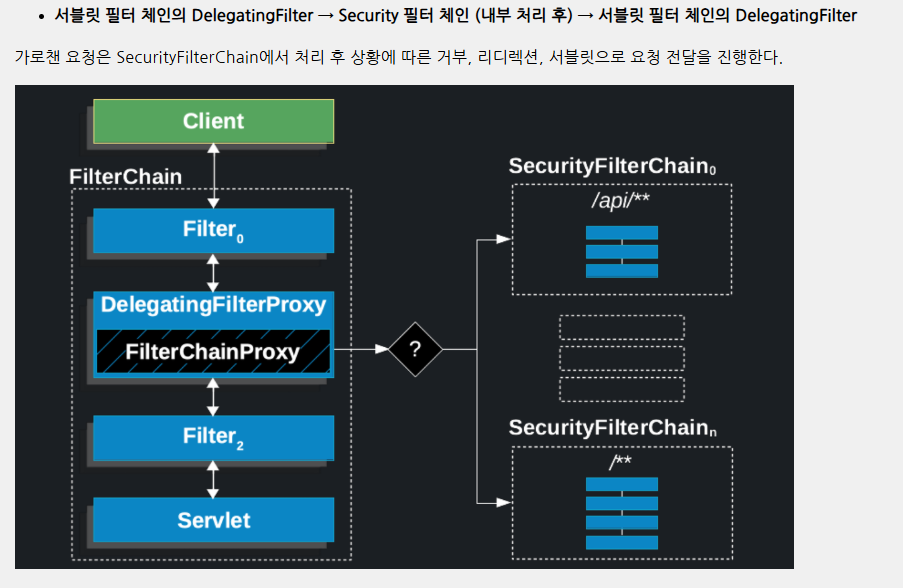 • 서블릿 필터 체인의 DelegatingFilter → Security 필터 체인 (내부 처리 후) → 서블릿 필터 체인의 DelegatingFilter
가로챈 요청은 SecurityFilterChain에서 처리 후 상황에 따른 거부, 리디렉션, 서블릿으로 요청 전달을 진행한다.
Client
FilterChain
Filter0
DelegatingFilterProxy
FilterChainProxy
Filter2
Servlet
?
SecurityFilterChain0
/api/**
SecurityFilterChainn
/**